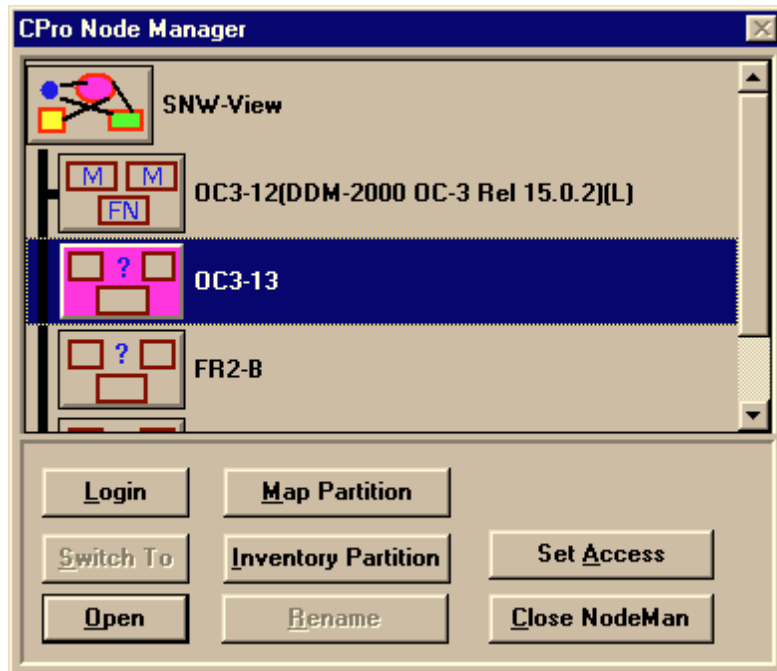 CPro Node Manager
SNW-View
M M
FN
OC3-12(DDM-2000 OC-3 Rel 15.0.2)(L)
?
OC3-13
?
FR2-B
Login Map Partition
Switch To Inventory Partition Set Access
Open Rename Close NodeMan